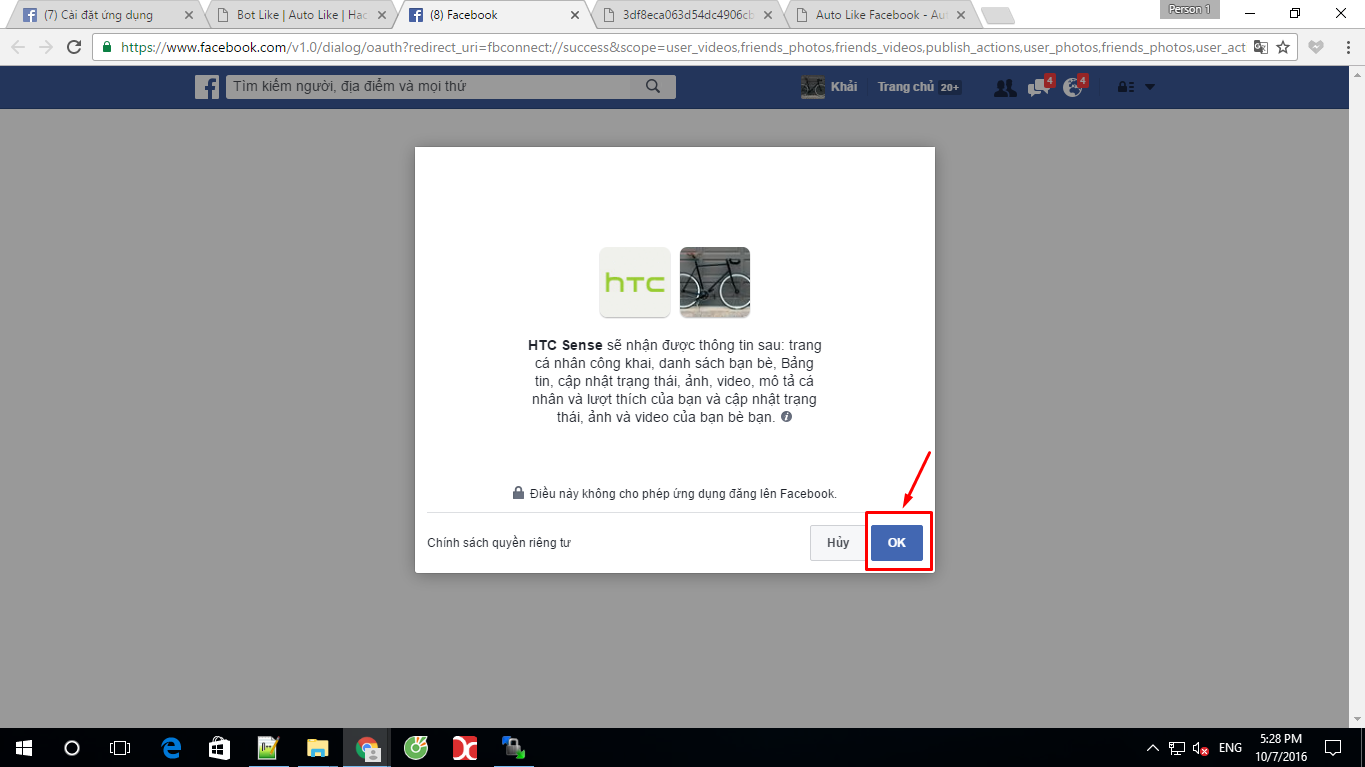 (7) Cài đặt ứng dụng
Bot Like | Auto Like | Hac
(8) Facebook
3df8eca063d54dc4906cb
Auto Like Facebook - Au
Person 1
https://www.facebook.com/v1.0/dialog/oauth?redirect_uri=fbconnect://success&scope=user_videos,friends_photos,friends_videos,publish_actions,user_photos,friends_photos,user_act
Tìm kiếm người, địa điểm và mọi thứ
Khải
Trang chủ 20+
4
4
hTC
HTC Sense sẽ nhận được thông tin sau: trang
cá nhân công khai, danh sách bạn bè, Bảng
tin, cập nhật trạng thái, ảnh, video, mô tả cá
nhân và lượt thích của bạn và cập nhật trạng
thái, ảnh và video của bạn bè bạn.
Điều này không cho phép ứng dụng đăng lên Facebook.
Chính sách quyền riêng tư
Hủy
OK
ENG
5:28 PM
10/7/2016